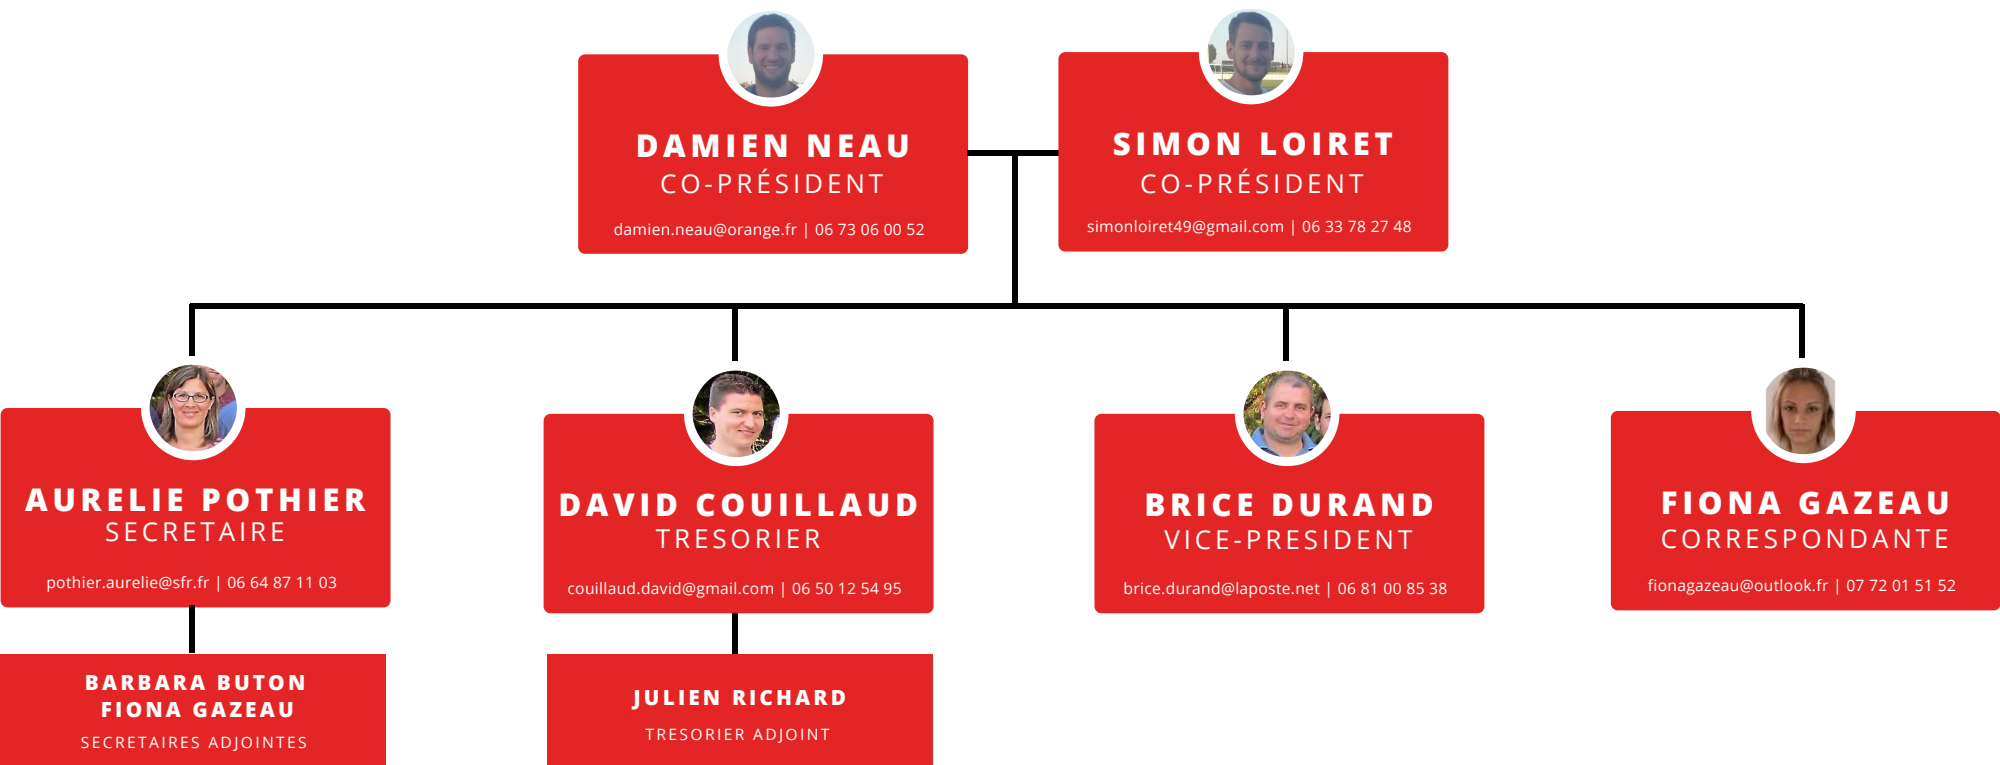 DAMIEN NEAU
CO-PRÉSIDENT
damien.neau@orange.fr | 06 73 06 00 52
SIMON LOIRET
CO-PRÉSIDENT
simonloiret49@gmail.com | 06 33 78 27 48
AURELIE POTHIER
SECRETAIRE
pothier.aurelie@sfr.fr | 06 64 87 11 03
DAVID COUILLAUD
TRESORIER
couillaud.david@gmail.com | 06 50 12 54 95
BRICE DURAND
VICE-PRESIDENT
brice.durand@laposte.net | 06 81 00 85 38
FIONA GAZEAU
CORRESPONDANTE
fionagazeau@outlook.fr | 07 72 01 51 52
BARBARA BUTON
FIONA GAZEAU
SECRETAIRES ADJOINTES
JULIEN RICHARD
TRESORIER ADJOINT